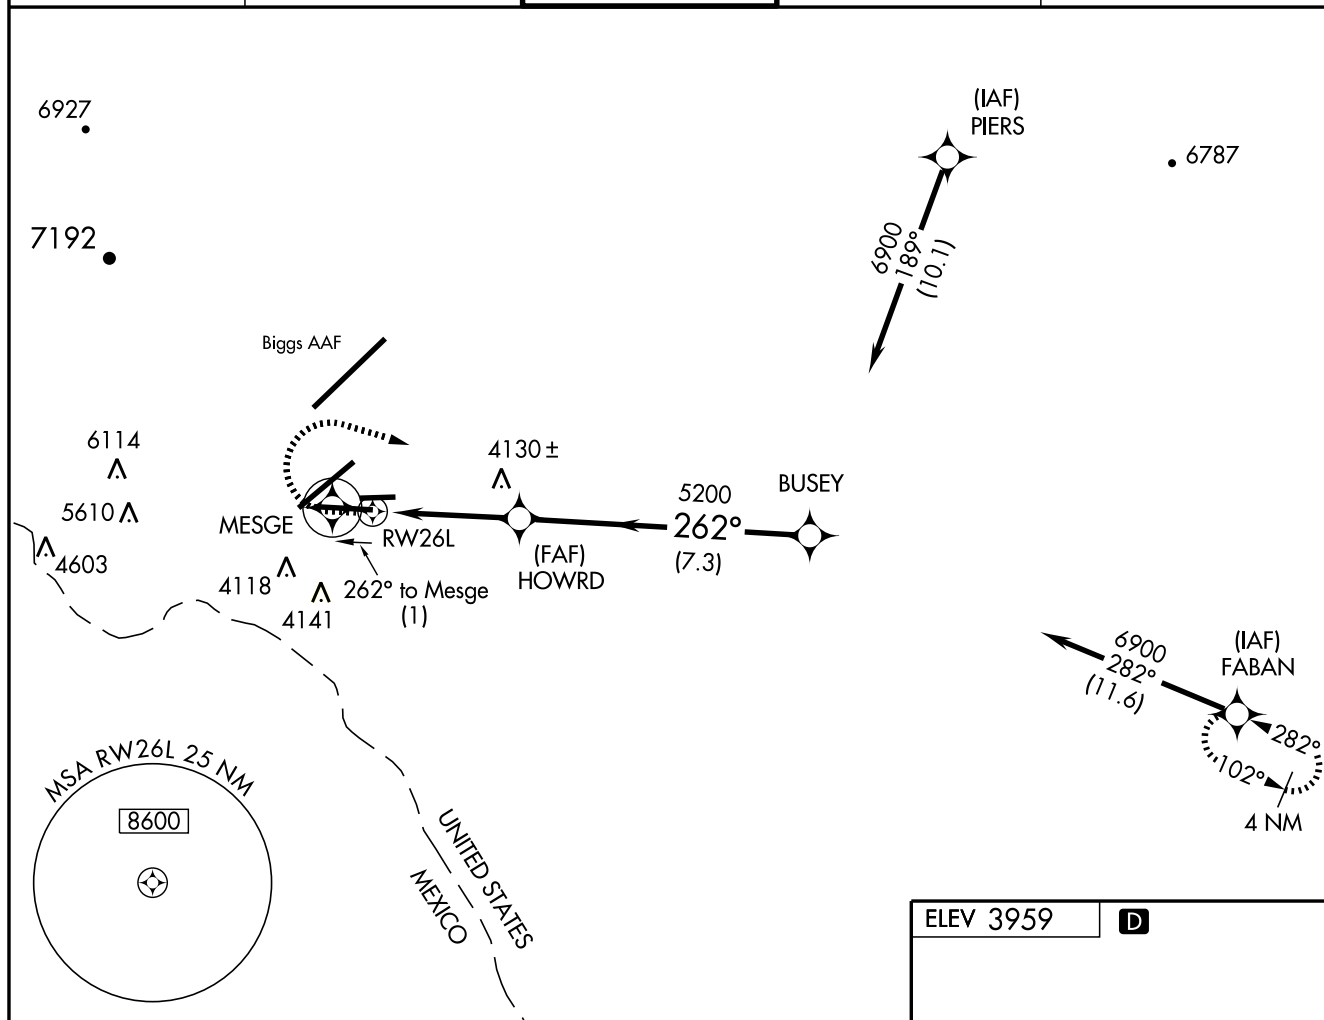 6927
(IAF)
PIERS
6787
7192
6900
189°
(10.1)
Biggs AAF
6114
4130 ±
5610
5200
BUSEY
MESGE
262°
RW26L
4603
(FAF)
HOWRD
(7.3)
4118
262° to Mesge
(1)
4141
6900
282°
(11.6)
(IAF)
FABAN
282°
102°
4 NM
MSA RW26L 25 NM
8600
UNITED STATES
MEXICO
ELEV 3959
D